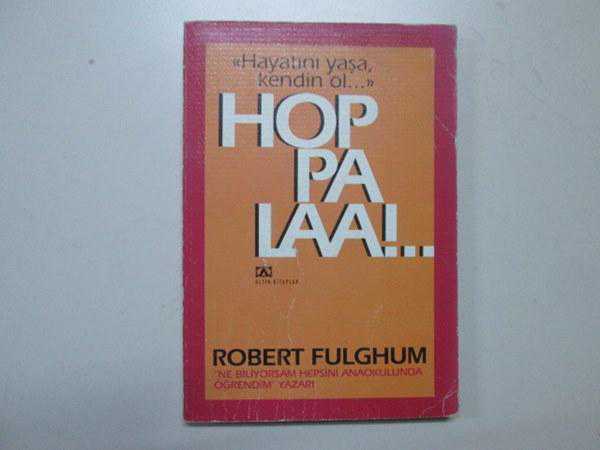 «Hayatını yaşa,
kendin ol...»
HOP
PA
LAA!...
ALTIN KİTAPLAR
ROBERT FULGHUM
"NE BİLİYORSAM HEPSİNİ ANAOKULUNDA
ÖĞRENDİM" YAZARI